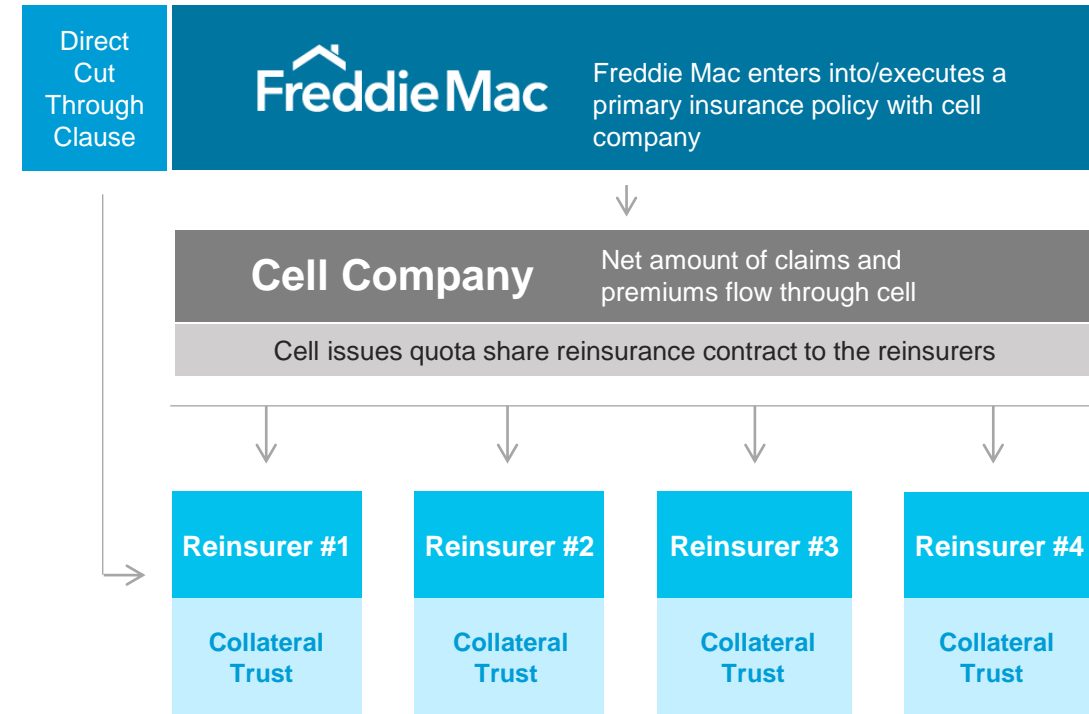 Direct
Cut
Through
Clause
Freddie Mac
Freddie Mac enters into/executes a
primary insurance policy with cell
company
Cell Company
Net amount of claims and
premiums flow through cell
Cell issues quota share reinsurance contract to the reinsurers
Reinsurer #1
Reinsurer #2
Reinsurer #3
Reinsurer #4
Collateral
Trust
Collateral
Trust
Collateral
Trust
Collateral
Trust